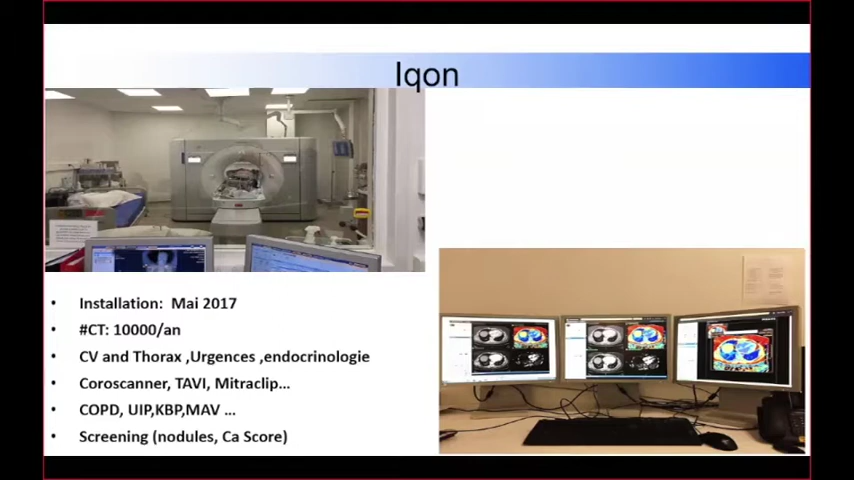 Iqon
• Installation: Mai 2017
• #CT: 10000/an
• CV and Thorax ,Urgences ,endocrinologie
• Coroscanner, TAVI, Mitraclip...
• COPD, UIP,KBP,MAV ...
• Screening (nodules, Ca Score)